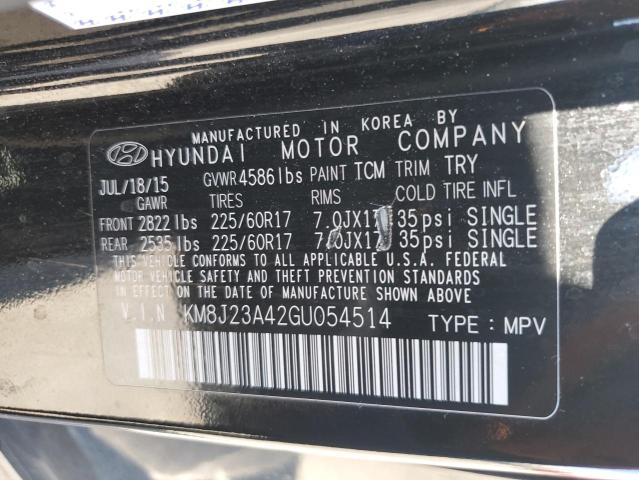 MANUFACTURED IN KOREA BY
HYUNDAI MOTOR COMPANY
JUL/18/15 GVWR 4586 lbs PAINT TCM TRIM TRY
GAWR TIRES RIMS COLD TIRE INFL
FRONT 2822 lbs 225/60R17 7.0JX17 35psi SINGLE
REAR 2535 lbs 225/60R17 7.0JX17 35psi SINGLE
THIS VEHICLE CONFORMS TO ALL APPLICABLE U.S.A. FEDERAL
MOTOR VEHICLE SAFETY AND THEFT PREVENTION STANDARDS
IN EFFECT ON THE DATE OF MANUFACTURE SHOWN ABOVE.
V.I.N KM8J23A42GU054514 TYPE: MPV